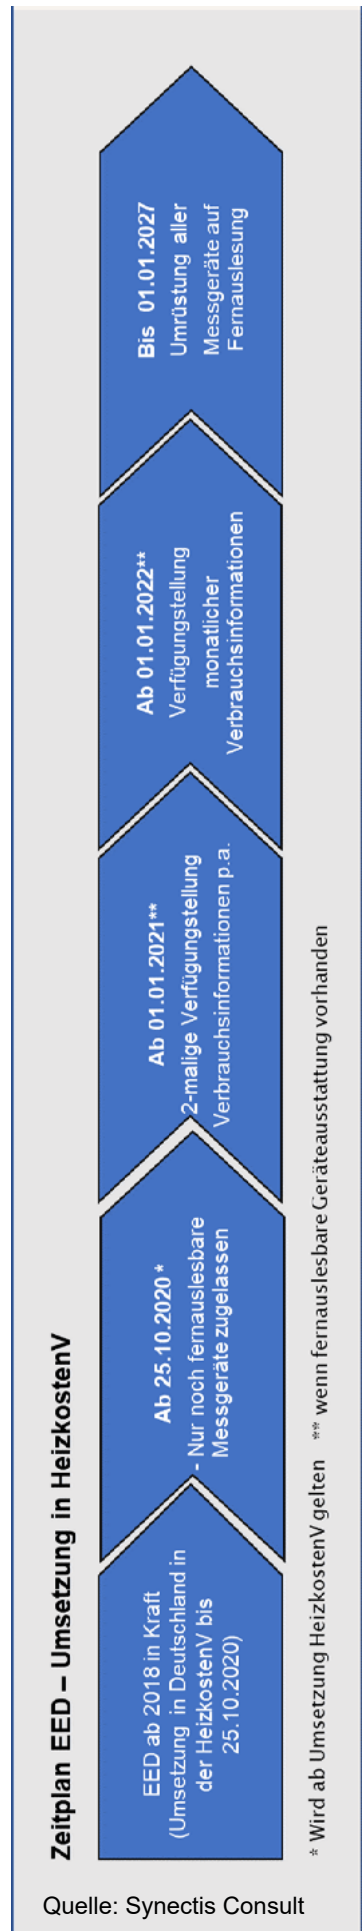 Zeitplan EED – Umsetzung in HeizkostenV
EED ab 2018 in Kraft
(Umsetzung in Deutschland in
der HeizkostenV bis
25.10.2020)
Ab 25.10.2020 *
- Nur noch fernauslesbare
Messgeräte zugelassen
Ab 01.01.2021**
2-malige Verfügungstellung
Verbrauchsinformationen p.a.
Ab 01.01.2022**
Verfügungstellung
monatlicher
Verbrauchsinformationen
Bis 01.01.2027
Umrüstung aller
Messgeräte auf
Fernauslesung
* Wird ab Umsetzung HeizkostenV gelten ** wenn fernauslesbare Geräteausstattung vorhanden
Quelle: Synectis Consult